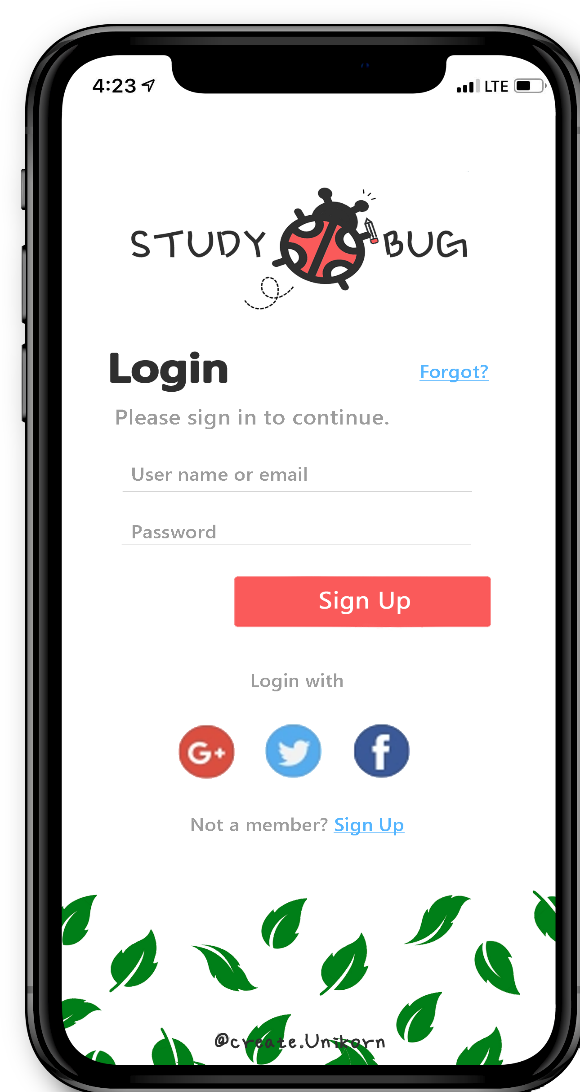 4:23 LTE
STUDY BUG
Login Forgot?
Please sign in to continue.
User name or email
Password
Sign Up
Login with
G+ f
Not a member? Sign Up
@create.Unikorn